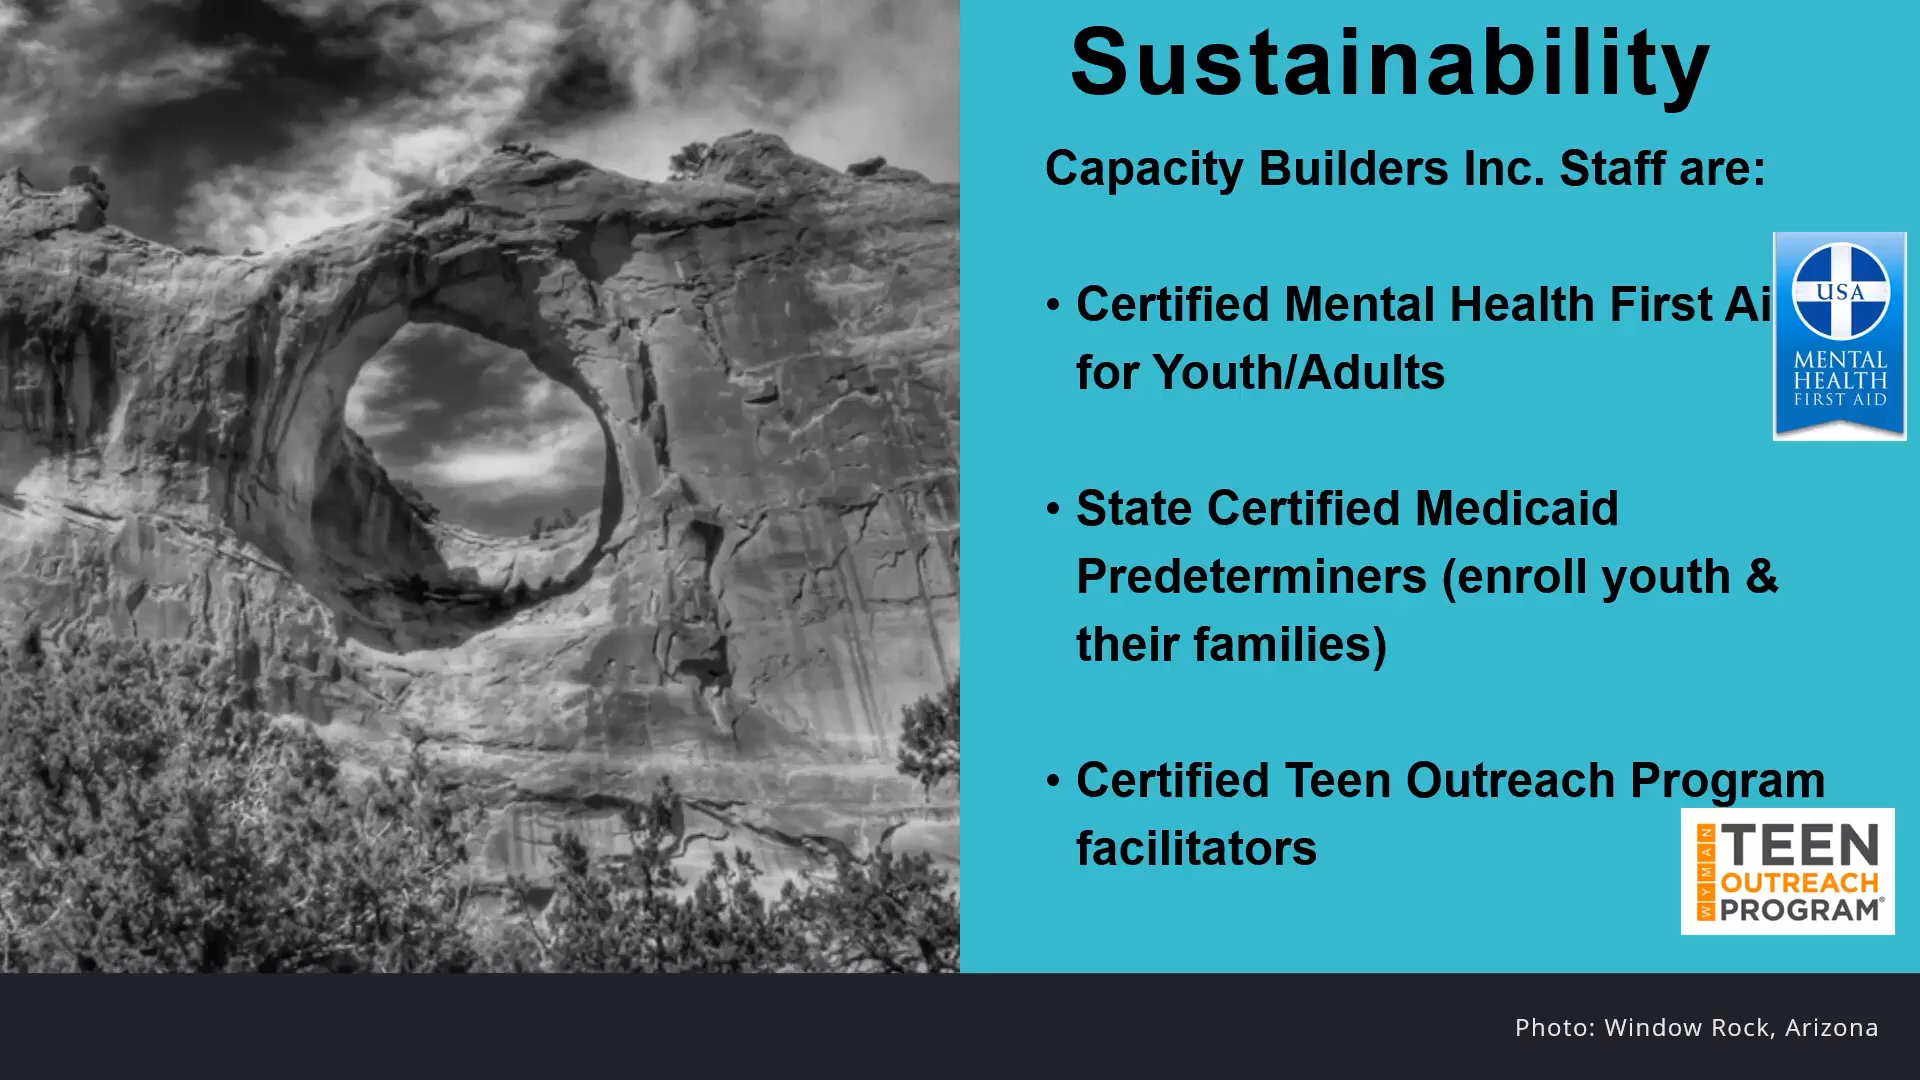 Sustainability
Capacity Builders Inc. Staff are:
• Certified Mental Health First Ai
for Youth/Adults
USA
MENTAL
HEALTH
FIRST AID
• State Certified Medicaid
Predeterminers (enroll youth &
their families)
• Certified Teen Outreach Program
facilitators
WYMAN
TEEN
OUTREACH
PROGRAM®
Photo: Window Rock, Arizona